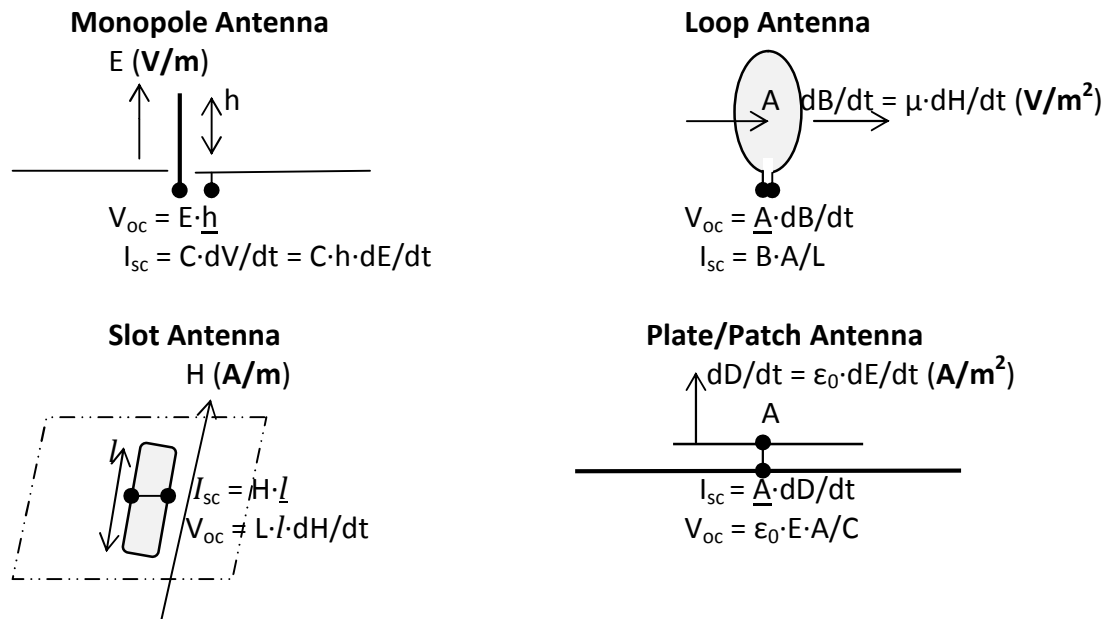 Monopole Antenna
E (V/m)
h
V_oc = E·h
I_sc = C·dV/dt = C·h·dE/dt
Loop Antenna
A dB/dt = μ·dH/dt (V/m²)
V_oc = A·dB/dt
I_sc = B·A/L
Slot Antenna
H (A/m)
l
I_sc = H·l
V_oc = L·l·dH/dt
Plate/Patch Antenna
dD/dt = ε₀·dE/dt (A/m²)
A
I_sc = A·dD/dt
V_oc = ε₀·E·A/C